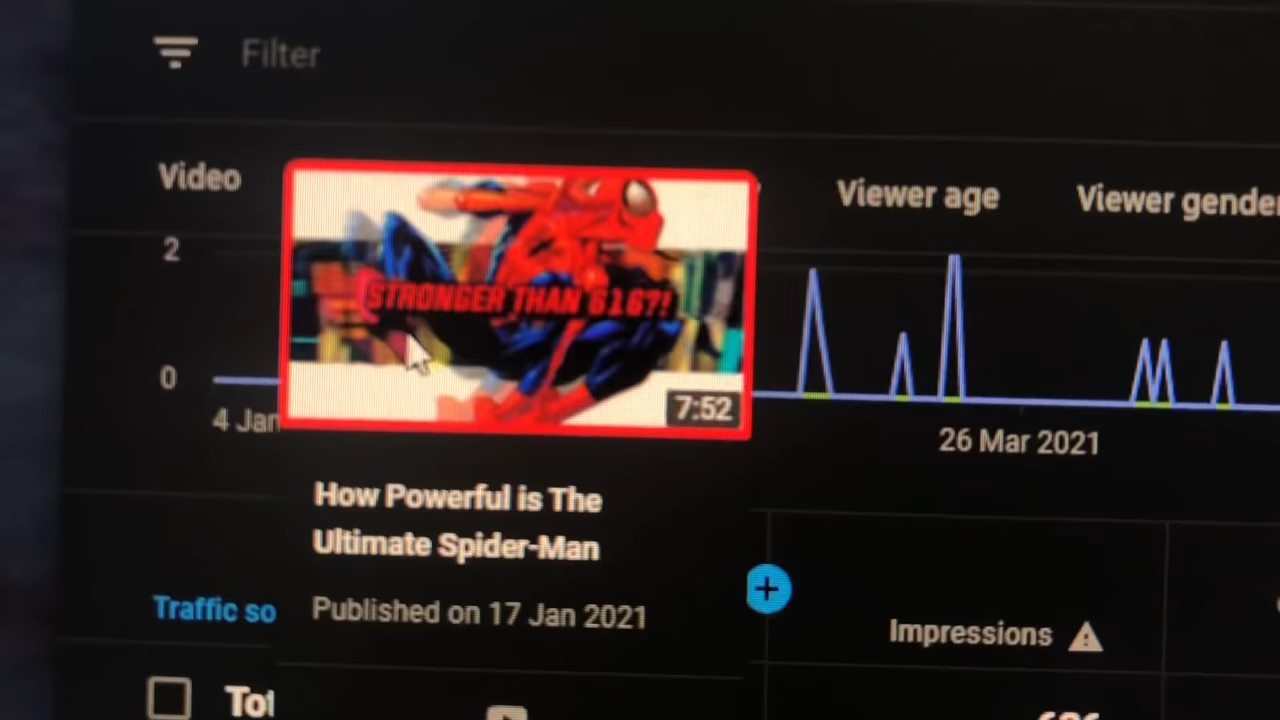 Filter
Video
Viewer age
Viewer gender
2
STRONGER THAN 6167!
0
7:52
4 Jan
26 Mar 2021
How Powerful is The
Ultimate Spider-Man
Traffic so
Published on 17 Jan 2021
Impressions
Tot